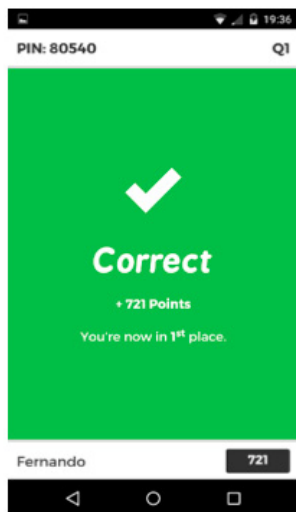 19:36
PIN: 80540 Q1
Correct
+ 721 Points
You're now in 1st place.
Fernando 721